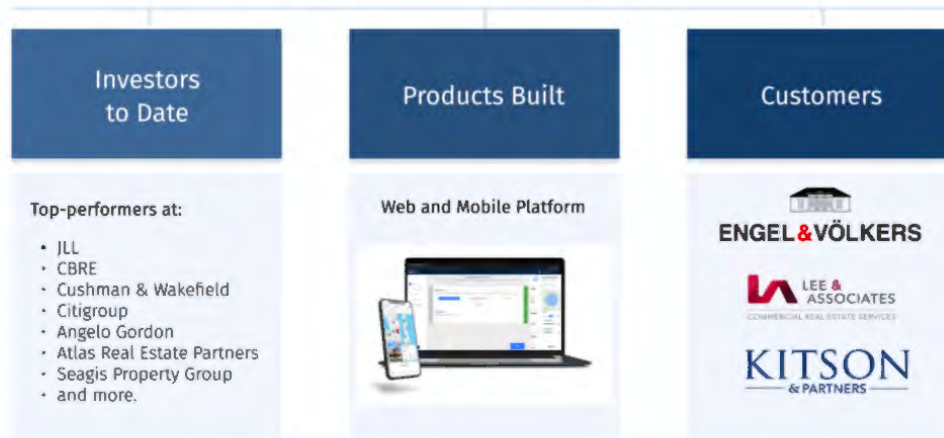 Investors
to Date
Products Built
Customers
Top-performers at:
• JLL
• CBRE
• Cushman & Wakefield
• Citigroup
• Angelo Gordon
• Atlas Real Estate Partners
• Seagis Property Group
• and more.
Web and Mobile Platform
ENGEL&VÖLKERS
LEE &
ASSOCIATES
COMMERCIAL REAL ESTATE SERVICES
KITSON
& PARTNERS